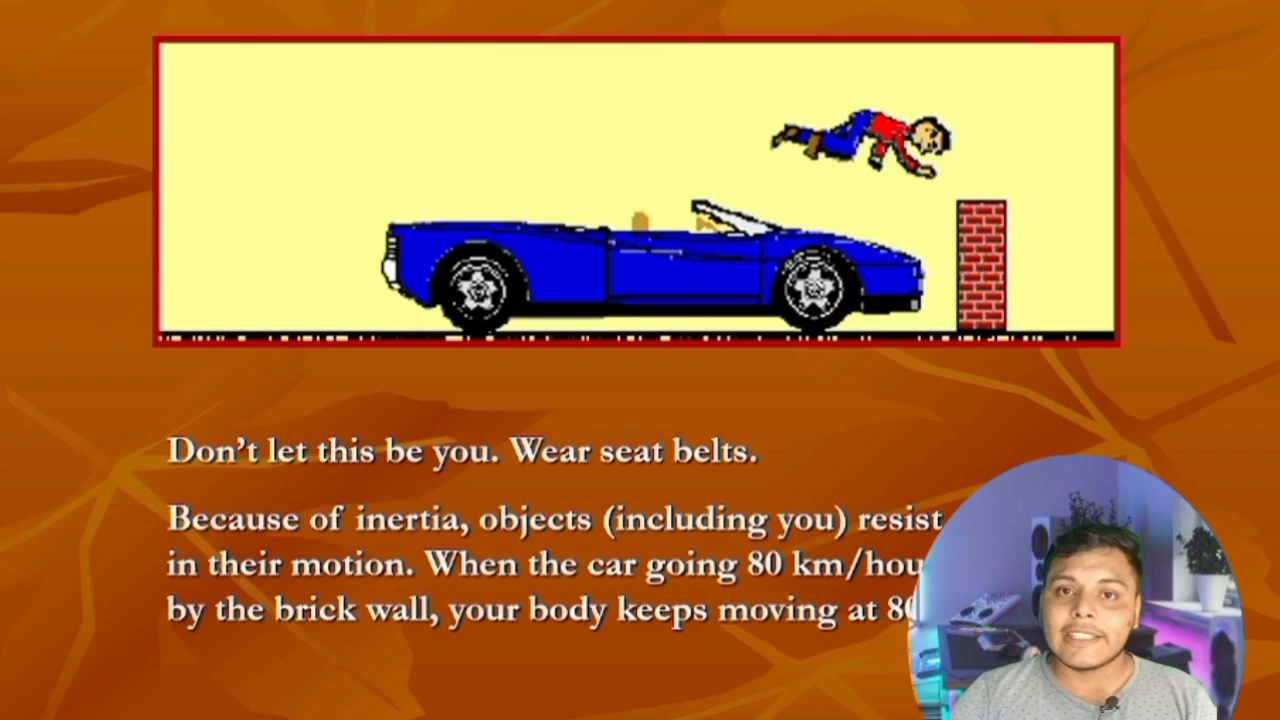 Don't let this be you. Wear seat belts.
Because of inertia, objects (including you) resist
in their motion. When the car going 80 km/hou
by the brick wall, your body keeps moving at 80